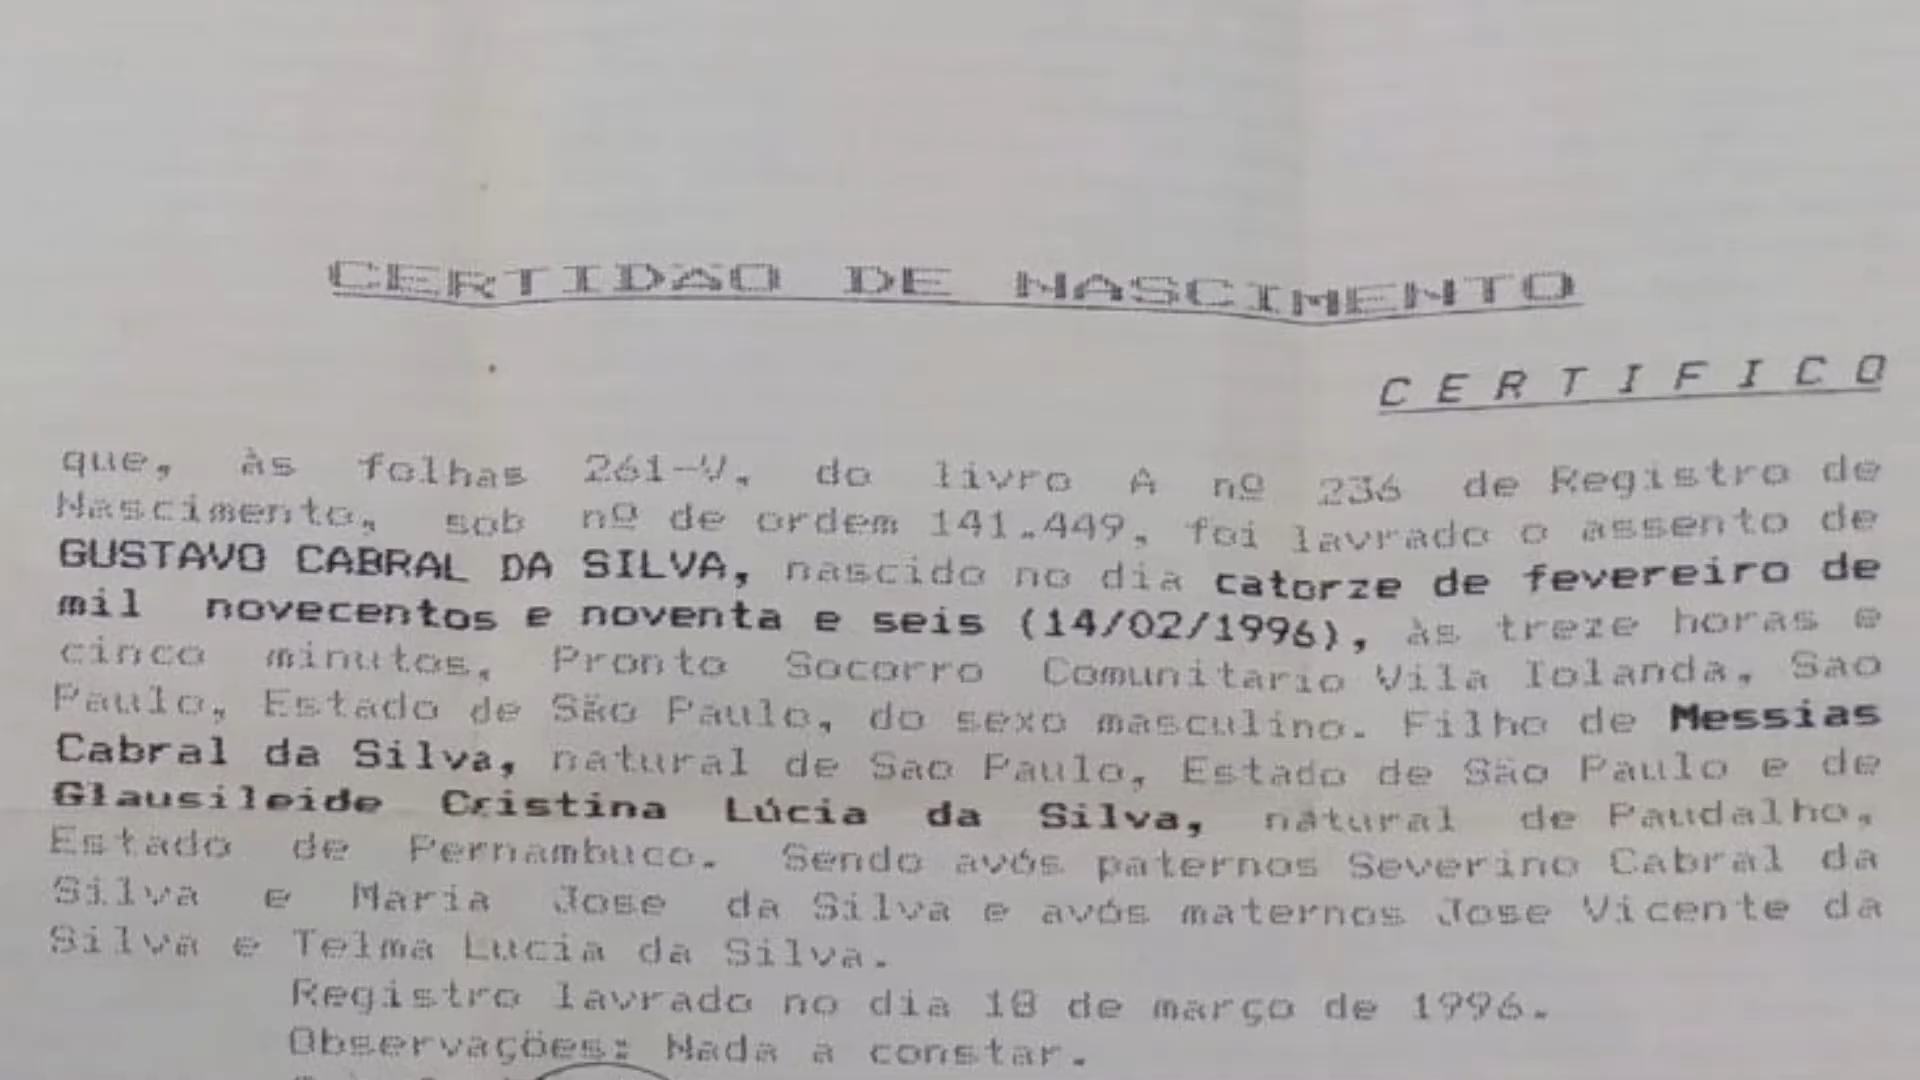 CERTIDÃO DE NASCIMENTO
CERTIFICO
que, às folhas 261-V, do livro A nº 236 de Registro de
Nascimento, sob nº de ordem 141.449, foi lavrado o assento de
GUSTAVO CABRAL DA SILVA, nascido no dia catorze de fevereiro de
mil novecentos e noventa e seis (14/02/1996), às treze horas e
cinco minutos, Pronto Socorro Comunitario Vila Iolanda, Sao
Paulo, Estado de São Paulo, do sexo masculino. Filho de Messias
Cabral da Silva, natural de Sao Paulo, Estado de São Paulo e de
Glausileide Cristina Lúcia da Silva, natural de Paudalho,
Estado de Pernambuco. Sendo avós paternos Severino Cabral da
Silva e Maria Jose da Silva e avós maternos Jose Vicente da
Silva e Telma Lucia da Silva.
Registro lavrado no dia 18 de março de 1996.
Observações: Nada a constar.